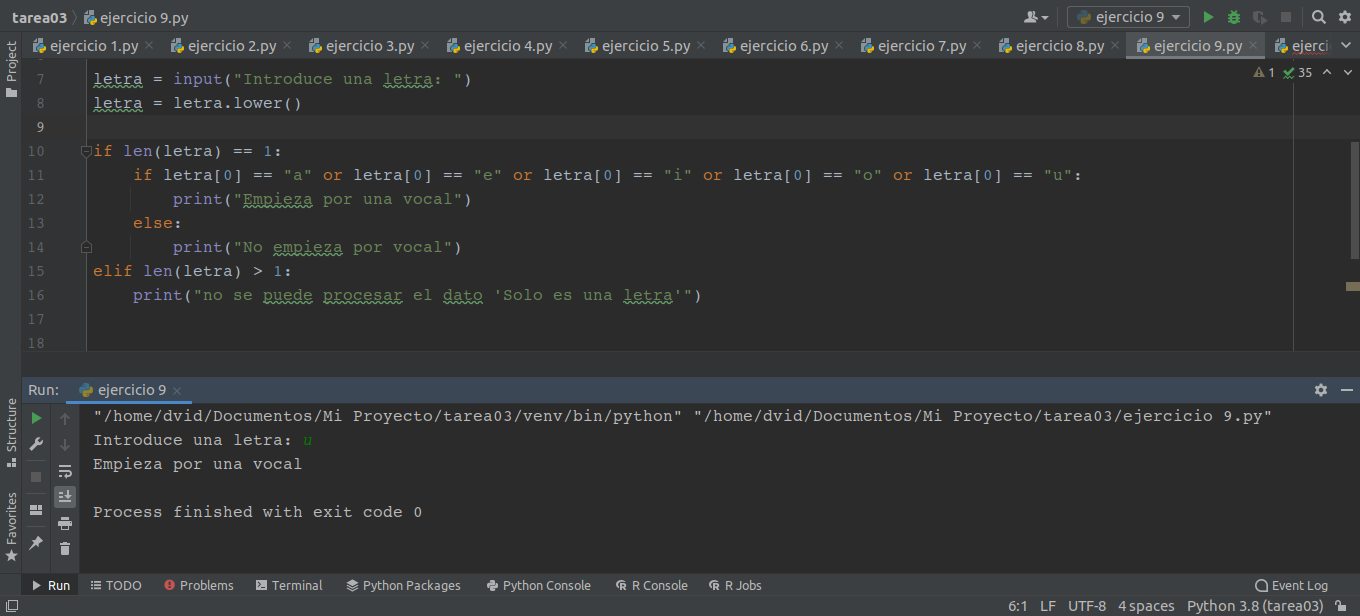 tarea03 ejercicio 9.py ejercicio 9
ejercicio 1.py ejercicio 2.py ejercicio 3.py ejercicio 4.py ejercicio 5.py ejercicio 6.py ejercicio 7.py ejercicio 8.py ejercicio 9.py ejerci
Project
1 35
7 letra = input("Introduce una letra: ")
8 letra = letra.lower()
9
10 if len(letra) == 1:
11 if letra[0] == "a" or letra[0] == "e" or letra[0] == "i" or letra[0] == "o" or letra[0] == "u":
12 print("Empieza por una vocal")
13 else:
14 print("No empieza por vocal")
15 elif len(letra) > 1:
16 print("no se puede procesar el dato 'Solo es una letra'")
17
18
Run: ejercicio 9
"/home/dvid/Documentos/Mi Proyecto/tarea03/venv/bin/python" "/home/dvid/Documentos/Mi Proyecto/tarea03/ejercicio 9.py"
Introduce una letra: u
Empieza por una vocal
Process finished with exit code 0
Structure
Favorites
Run TODO Problems Terminal Python Packages Python Console R Console R Jobs Event Log
6:1 LF UTF-8 4 spaces Python 3.8 (tarea03)